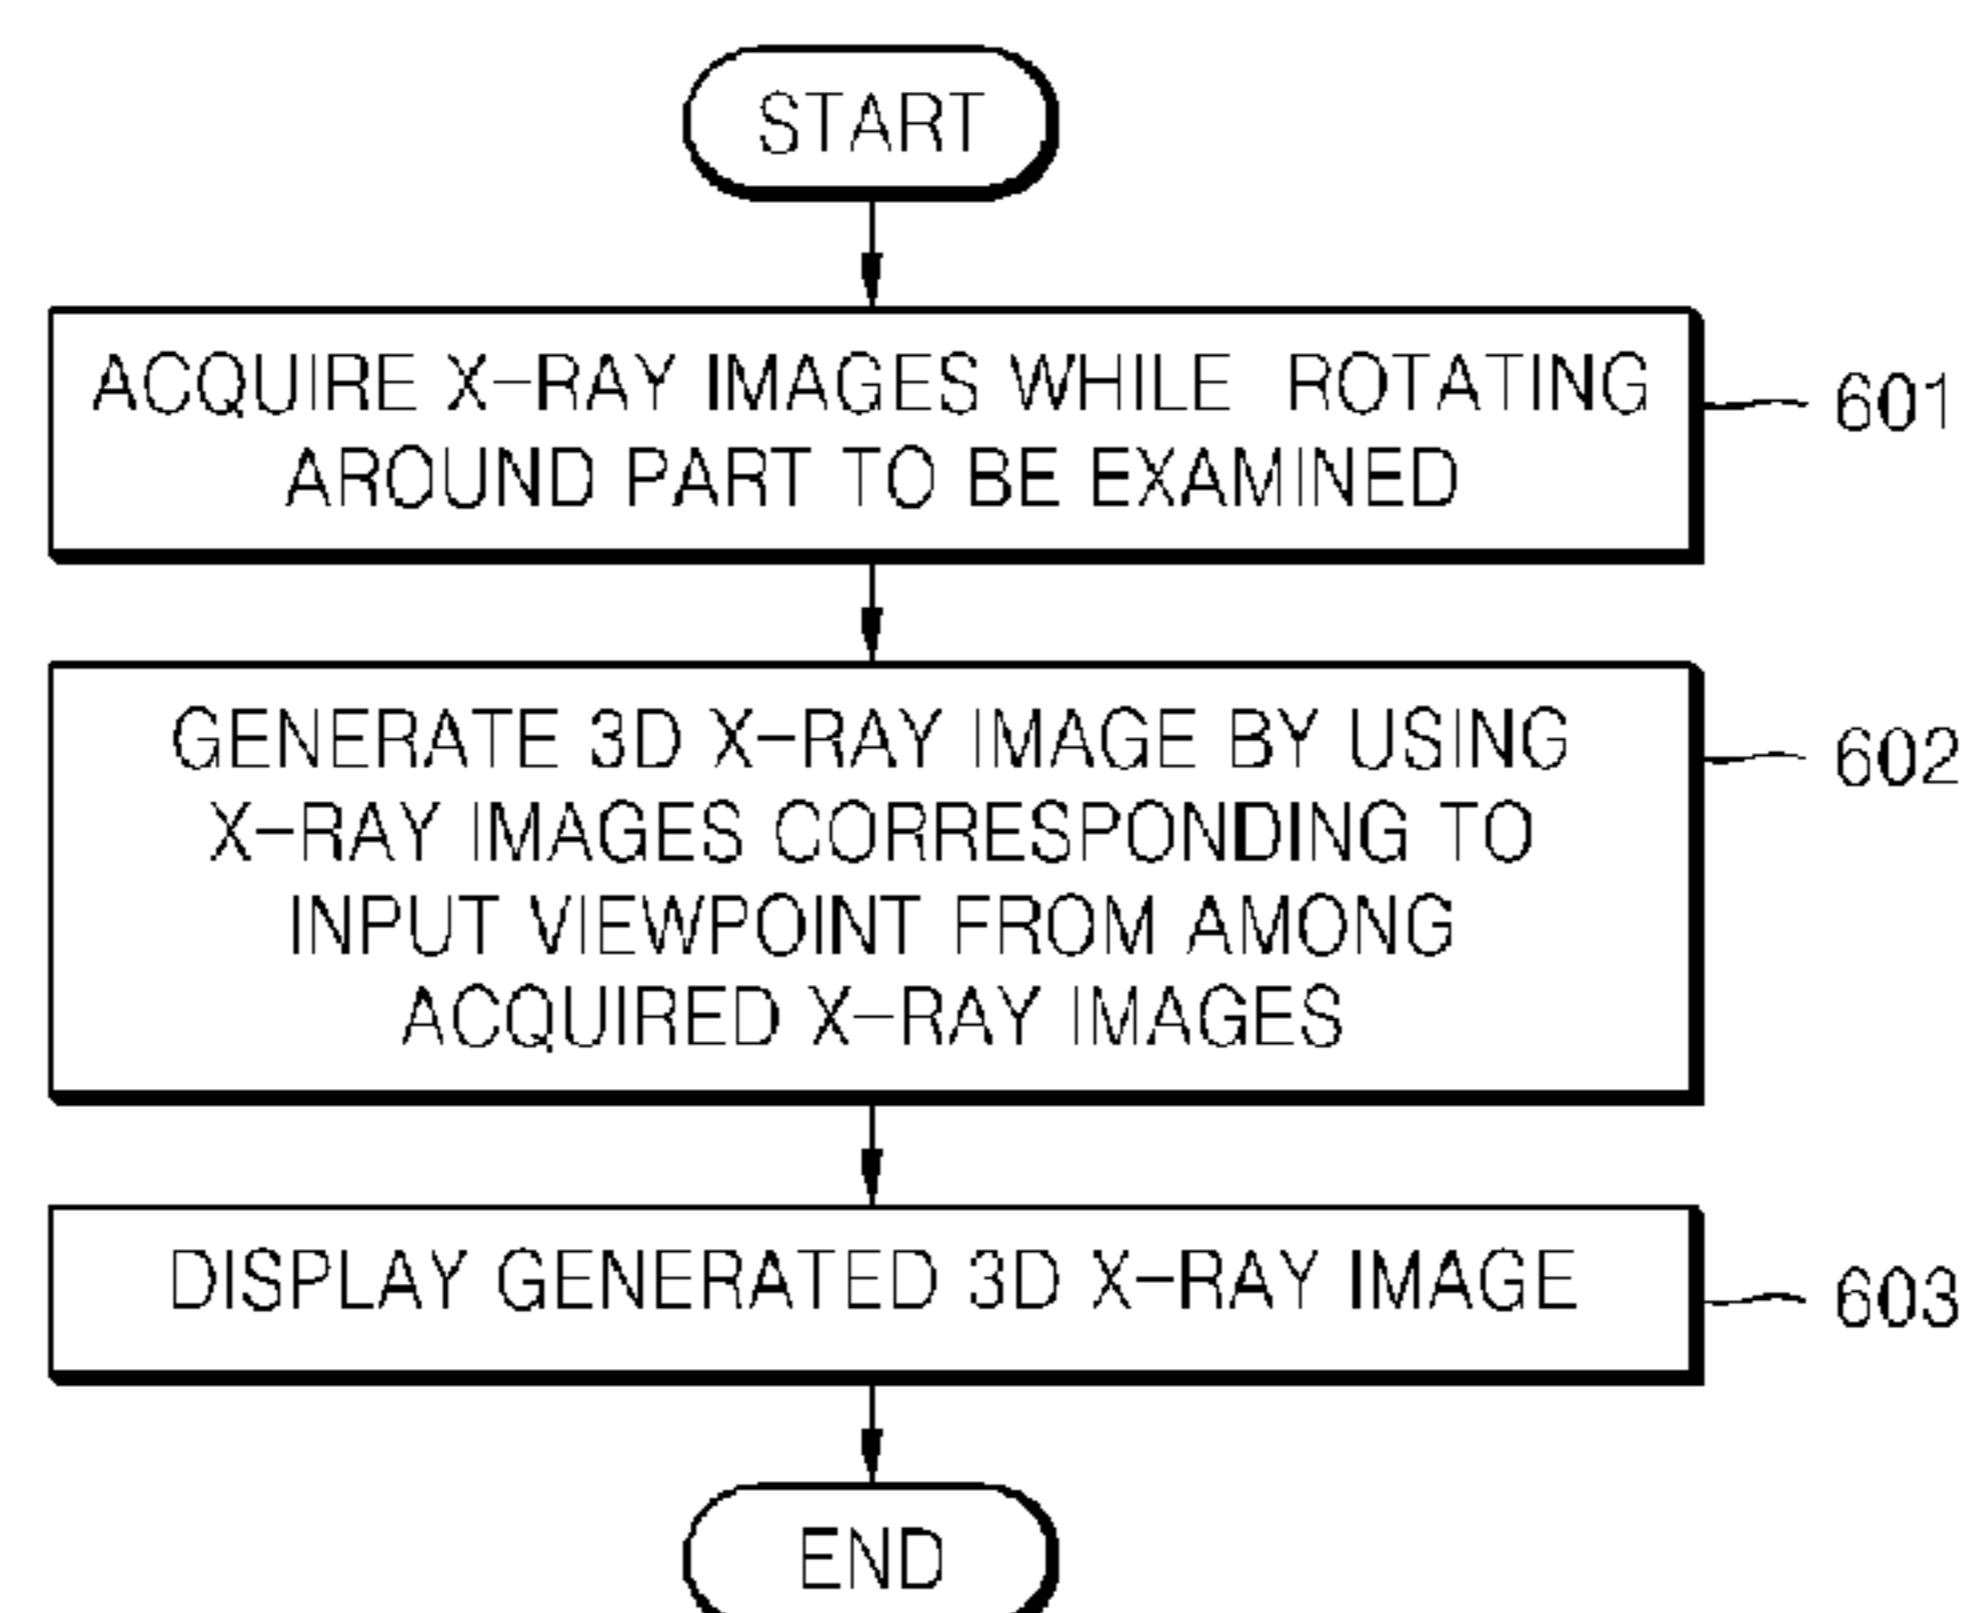 START
ACQUIRE X-RAY IMAGES WHILE ROTATING
AROUND PART TO BE EXAMINED
601
GENERATE 3D X-RAY IMAGE BY USING
X-RAY IMAGES CORRESPONDING TO
INPUT VIEWPOINT FROM AMONG
ACQUIRED X-RAY IMAGES
602
DISPLAY GENERATED 3D X-RAY IMAGE
603
END